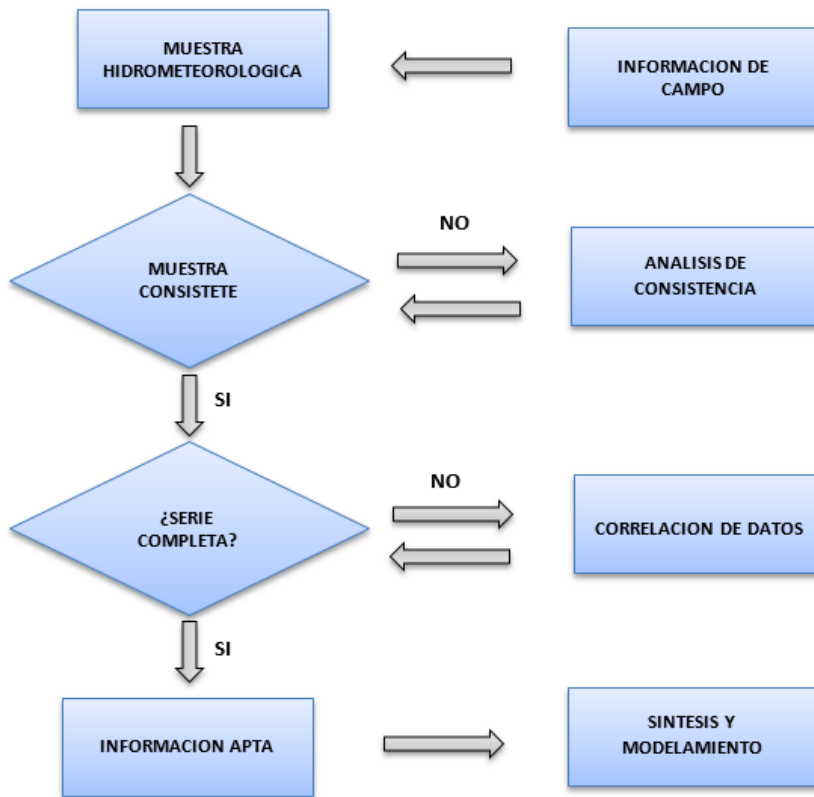 MUESTRA
HIDROMETEOROLOGICA
INFORMACION DE
CAMPO
MUESTRA
CONSISTETE
NO
ANALISIS DE
CONSISTENCIA
SI
¿SERIE
COMPLETA?
NO
CORRELACION DE DATOS
SI
INFORMACION APTA
SINTESIS Y
MODELAMIENTO